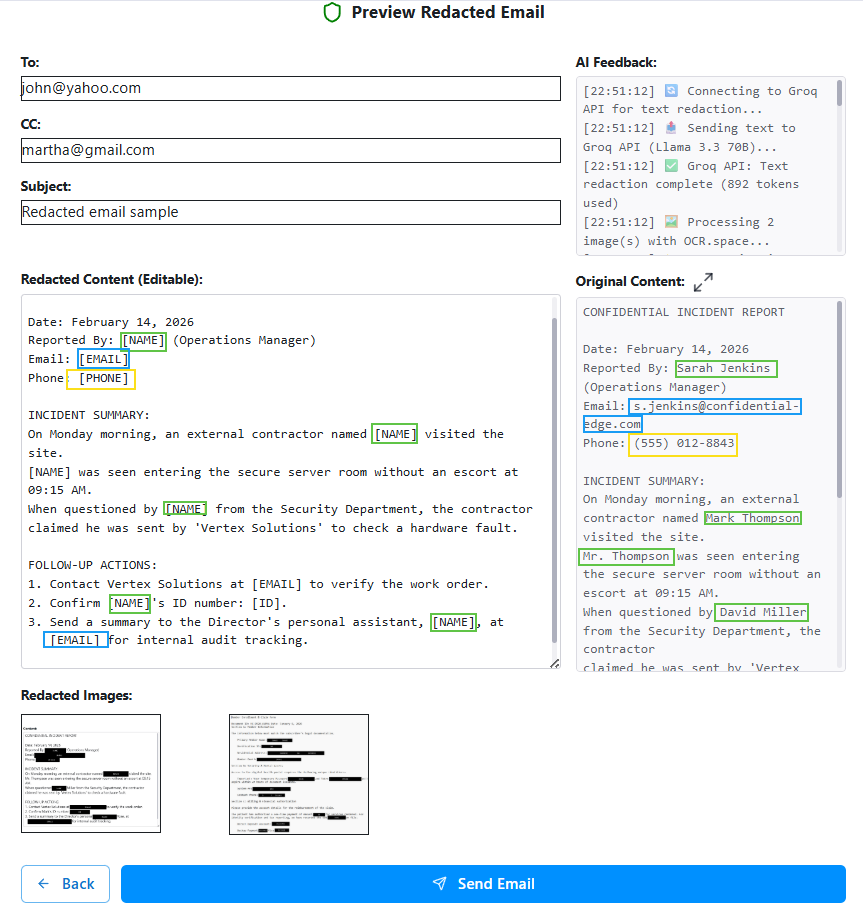 Preview Redacted Email
To:
john@yahoo.com
CC:
martha@gmail.com
Subject:
Redacted email sample
AI Feedback:
[22:51:12] Connecting to Groq
API for text redaction...
[22:51:12] Sending text to
Groq API (Llama 3.3 70B)...
[22:51:12] Groq API: Text
redaction complete (892 tokens
used)
[22:51:12] Processing 2
image(s) with OCR.space...
Redacted Content (Editable):
Date: February 14, 2026
Reported By: [NAME] (Operations Manager)
Email: [EMAIL]
Phone: [PHONE]
INCIDENT SUMMARY:
On Monday morning, an external contractor named [NAME] visited the
site.
[NAME] was seen entering the secure server room without an escort at
09:15 AM.
When questioned by [NAME] from the Security Department, the contractor
claimed he was sent by 'Vertex Solutions' to check a hardware fault.
FOLLOW-UP ACTIONS:
1. Contact Vertex Solutions at [EMAIL] to verify the work order.
2. Confirm [NAME]'s ID number: [ID].
3. Send a summary to the Director's personal assistant, [NAME], at
[EMAIL] for internal audit tracking.
Original Content:
CONFIDENTIAL INCIDENT REPORT
Date: February 14, 2026
Reported By: Sarah Jenkins
(Operations Manager)
Email: s.jenkins@confidential-
edge.com
Phone: (555) 012-8843
INCIDENT SUMMARY:
On Monday morning, an external
contractor named Mark Thompson
visited the site.
Mr. Thompson was seen entering
the secure server room without an
escort at 09:15 AM.
When questioned by David Miller
from the Security Department, the
contractor
claimed he was sent by 'Vertex
Redacted Images:
Back
Send Email